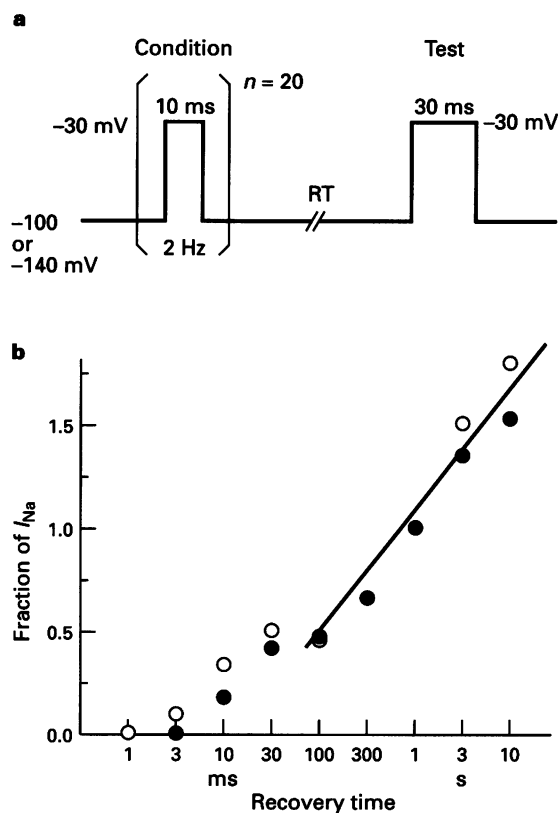 a
Condition
Test
n = 20
10 ms
30 ms
–30 mV
–30 mV
RT
–100
or
–140 mV
2 Hz
b
Fraction of INa
1.5
1.0
0.5
0.0
1 3 10 30 100 300 1 3 10
ms s
Recovery time